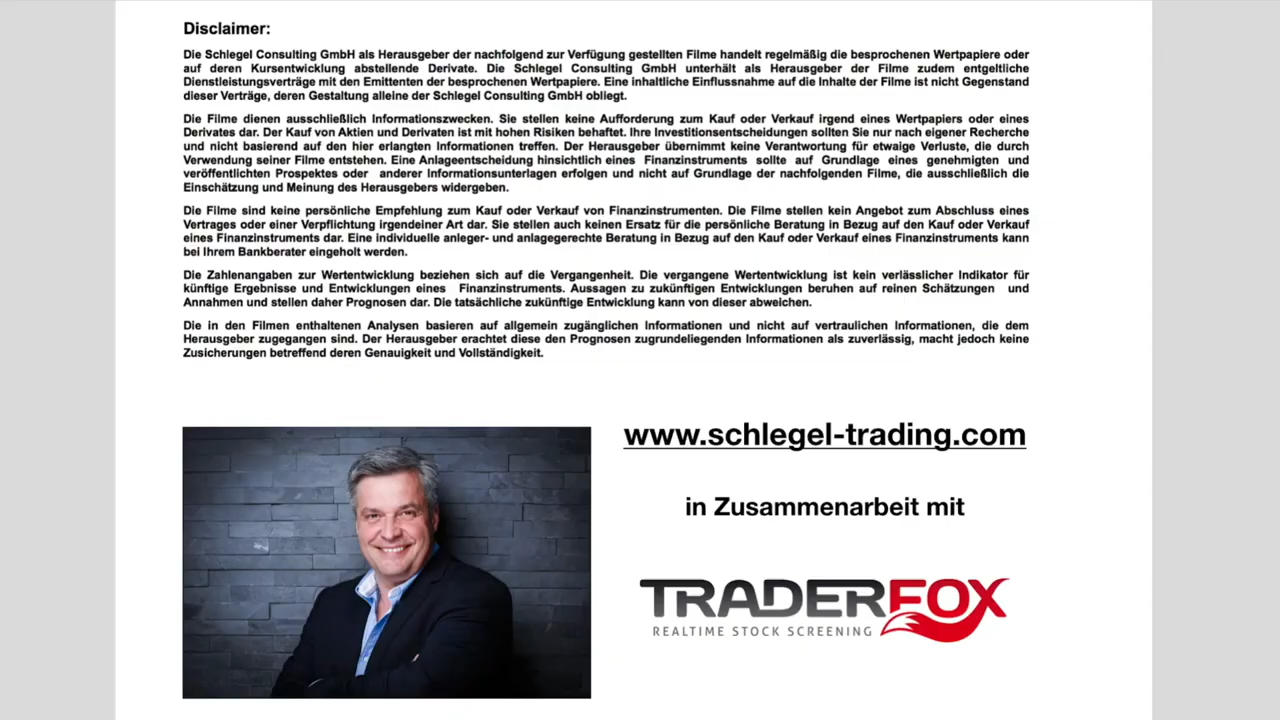 Disclaimer:
Die Schlegel Consulting GmbH als Herausgeber der nachfolgend zur Verfügung gestellten Filme handelt regelmäßig die besprochenen Wertpapiere oder
auf deren Kursentwicklung abstellende Derivate. Die Schlegel Consulting GmbH unterhält als Herausgeber der Filme zudem entgeltliche
Dienstleistungsverträge mit den Emittenten der besprochenen Wertpapiere. Eine inhaltliche Einflussnahme auf die Inhalte der Filme ist nicht Gegenstand
dieser Verträge, deren Gestaltung alleine der Schlegel Consulting GmbH obliegt.
Die Filme dienen ausschließlich Informationszwecken. Sie stellen keine Aufforderung zum Kauf oder Verkauf irgend eines Wertpapiers oder eines
Derivates dar. Der Kauf von Aktien und Derivaten ist mit hohen Risiken behaftet. Ihre Investitionsentscheidungen sollten Sie nur nach eigener Recherche
und nicht basierend auf den hier erlangten Informationen treffen. Der Herausgeber übernimmt keine Verantwortung für etwaige Verluste, die durch
Verwendung seiner Filme entstehen. Eine Anlageentscheidung hinsichtlich eines Finanzinstruments sollte auf Grundlage eines genehmigten und
veröffentlichten Prospektes oder anderer Informationsunterlagen erfolgen und nicht auf Grundlage der nachfolgenden Filme, die ausschließlich die
Einschätzung und Meinung des Herausgebers widergeben.
Die Filme sind keine persönliche Empfehlung zum Kauf oder Verkauf von Finanzinstrumenten. Die Filme stellen kein Angebot zum Abschluss eines
Vertrages oder einer Verpflichtung irgendeiner Art dar. Sie stellen auch keinen Ersatz für die persönliche Beratung in Bezug auf den Kauf oder Verkauf
eines Finanzinstruments dar. Eine individuelle anleger- und anlagegerechte Beratung in Bezug auf den Kauf oder Verkauf eines Finanzinstruments kann
bei Ihrem Bankberater eingeholt werden.
Die Zahlenangaben zur Wertentwicklung beziehen sich auf die Vergangenheit. Die vergangene Wertentwicklung ist kein verlässlicher Indikator für
künftige Ergebnisse und Entwicklungen eines Finanzinstruments. Aussagen zu zukünftigen Entwicklungen beruhen auf reinen Schätzungen und
Annahmen und stellen daher Prognosen dar. Die tatsächliche zukünftige Entwicklung kann von dieser abweichen.
Die in den Filmen enthaltenen Analysen basieren auf allgemein zugänglichen Informationen und nicht auf vertraulichen Informationen, die dem
Herausgeber zugegangen sind. Der Herausgeber erachtet diese den Prognosen zugrundeliegenden Informationen als zuverlässig, macht jedoch keine
Zusicherungen betreffend deren Genauigkeit und Vollständigkeit.
www.schlegel-trading.com
in Zusammenarbeit mit
TRADERFOX
REALTIME STOCK SCREENING